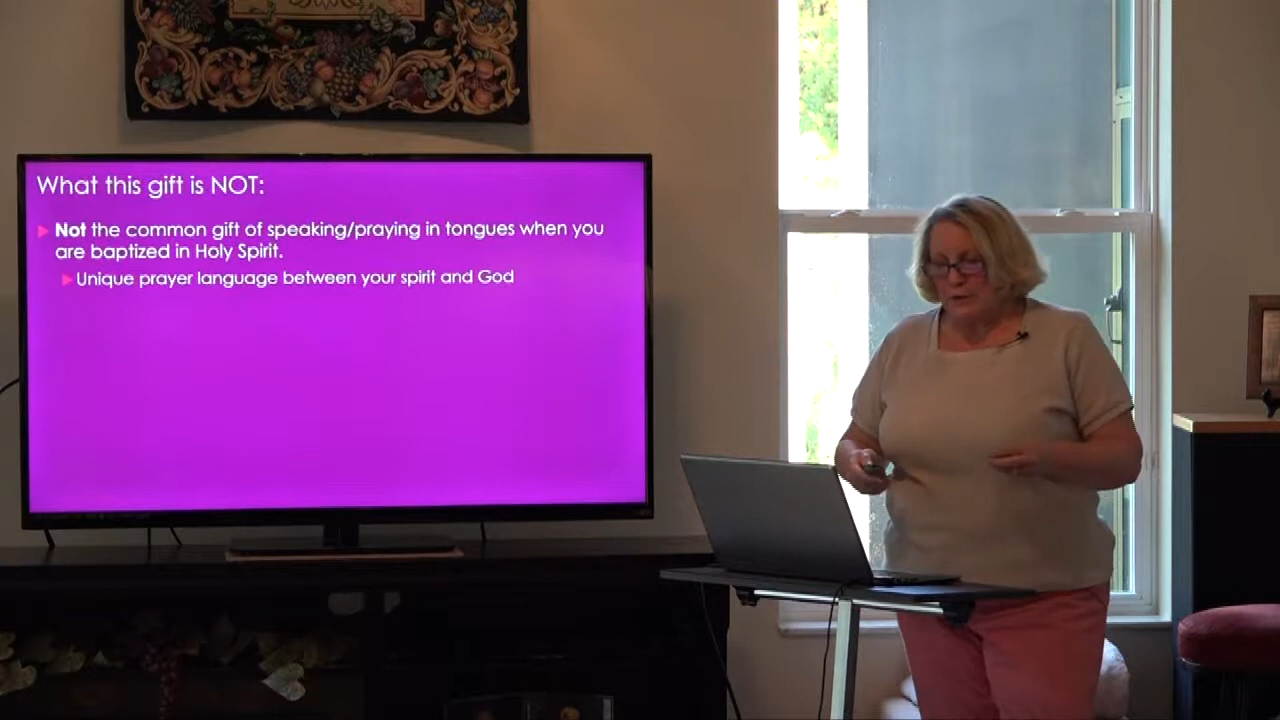 What this gift is NOT:
Not the common gift of speaking/praying in tongues when you
are baptized in Holy Spirit.
Unique prayer language between your spirit and God